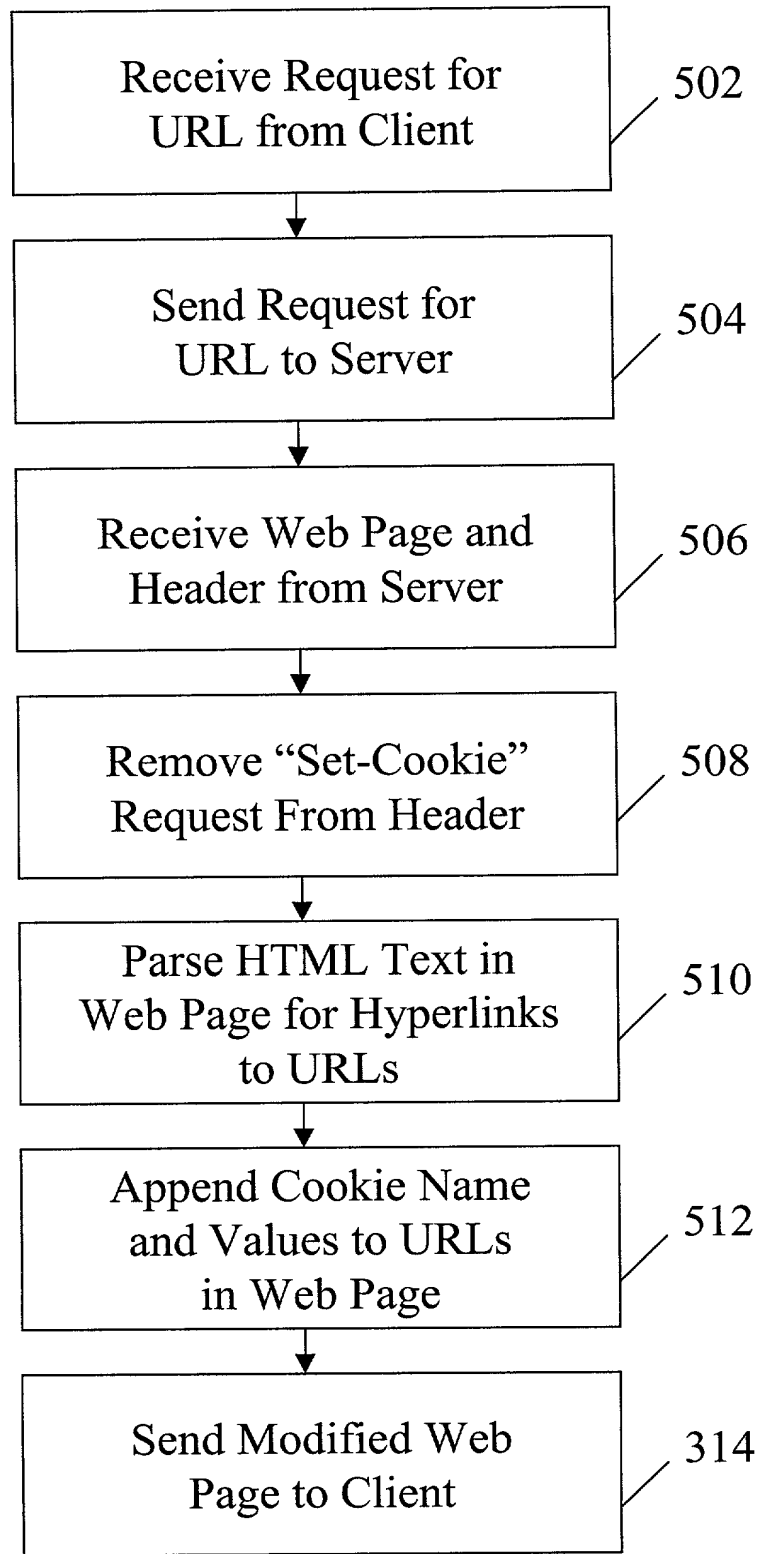 Receive Request for
URL from Client
502
Send Request for
URL to Server
504
Receive Web Page and
Header from Server
506
Remove “Set-Cookie”
Request From Header
508
Parse HTML Text in
Web Page for Hyperlinks
to URLs
510
Append Cookie Name
and Values to URLs
in Web Page
512
Send Modified Web
Page to Client
314